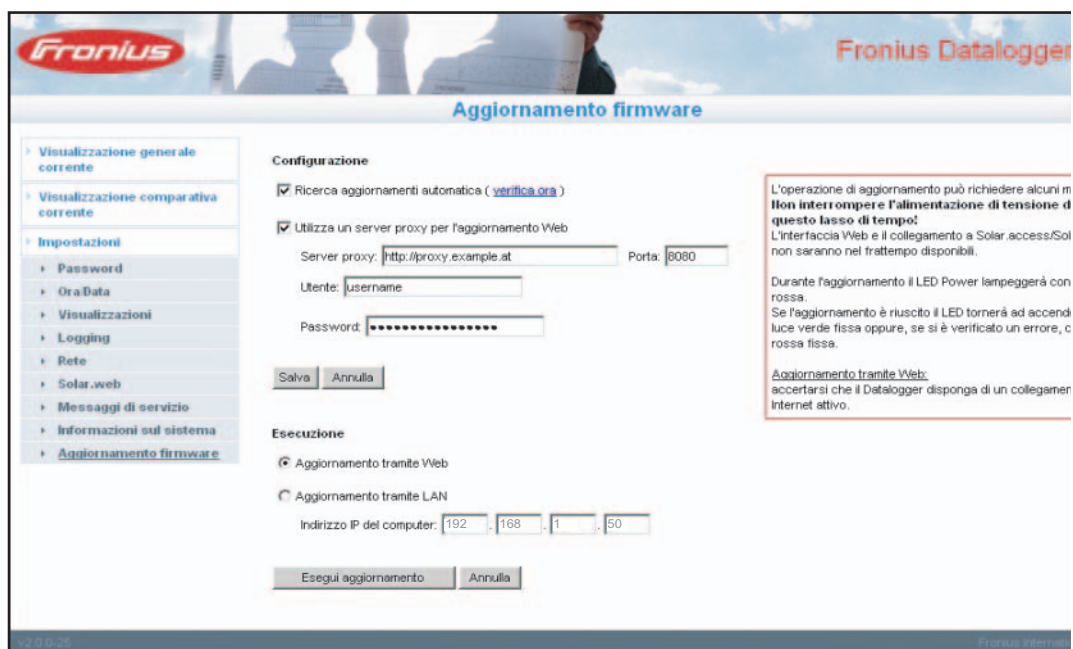 Fronius
Fronius Datalogger
Aggiornamento firmware
Visualizzazione generale
corrente
Visualizzazione comparativa
corrente
Impostazioni
Password
Ora/Data
Visualizzazioni
Logging
Rete
Solar.web
Messaggi di servizio
Informazioni sul sistema
Aggiornamento firmware
Configurazione
Ricerca aggiornamenti automatica ( verifica ora )
Utilizza un server proxy per l'aggiornamento Web
Server proxy: http://proxy.example.at Porta: 8080
Utente: username
Password: ••••••••••••••••
Salva Annulla
Esecuzione
Aggiornamento tramite Web
Aggiornamento tramite LAN
Indirizzo IP del computer: 192 . 168 . 1 . 50
Esegui aggiornamento Annulla
L'operazione di aggiornamento può richiedere alcuni m
Non interrompere l'alimentazione di tensione d
questo lasso di tempo!
L'interfaccia Web e il collegamento a Solar.access/Sol
non saranno nel frattempo disponibili.
Durante l'aggiornamento il LED Power lampeggerà con
rossa.
Se l'aggiornamento è riuscito il LED tornerà ad accende
luce verde fissa oppure, se si è verificato un errore, c
rossa fissa.
Aggiornamento tramite Web:
accertarsi che il Datalogger disponga di un collegamen
Internet attivo.
v2.0.0-25
Fronius Internati